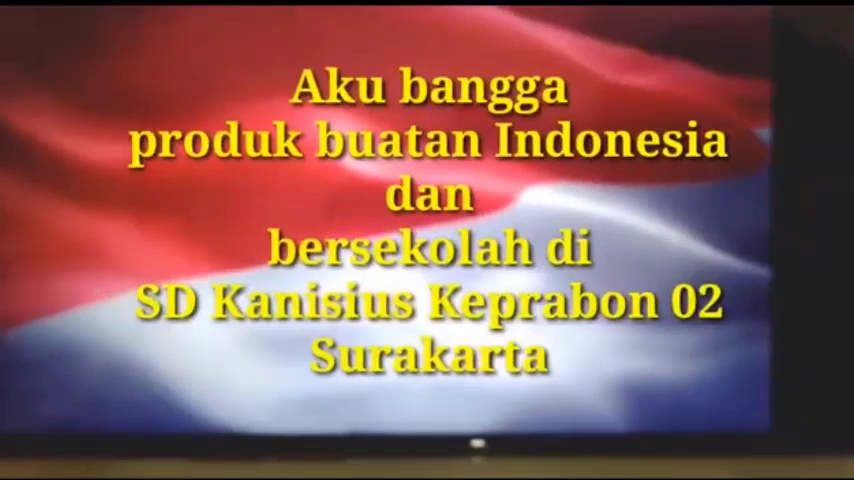 Aku bangga
produk buatan Indonesia
dan
bersekolah di
SD Kanisius Keprabon 02
Surakarta